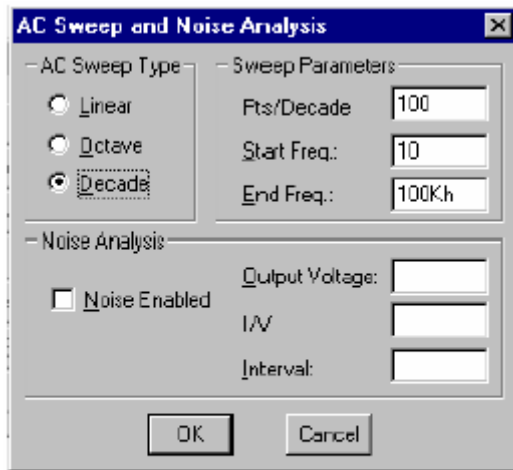 AC Sweep and Noise Analysis
AC Sweep Type
Linear
Octave
Decade
Sweep Parameters
Pts/Decade 100
Start Freq.: 10
End Freq.: 100Kh
Noise Analysis
Noise Enabled
Output Voltage:
I/V
Interval:
OK Cancel